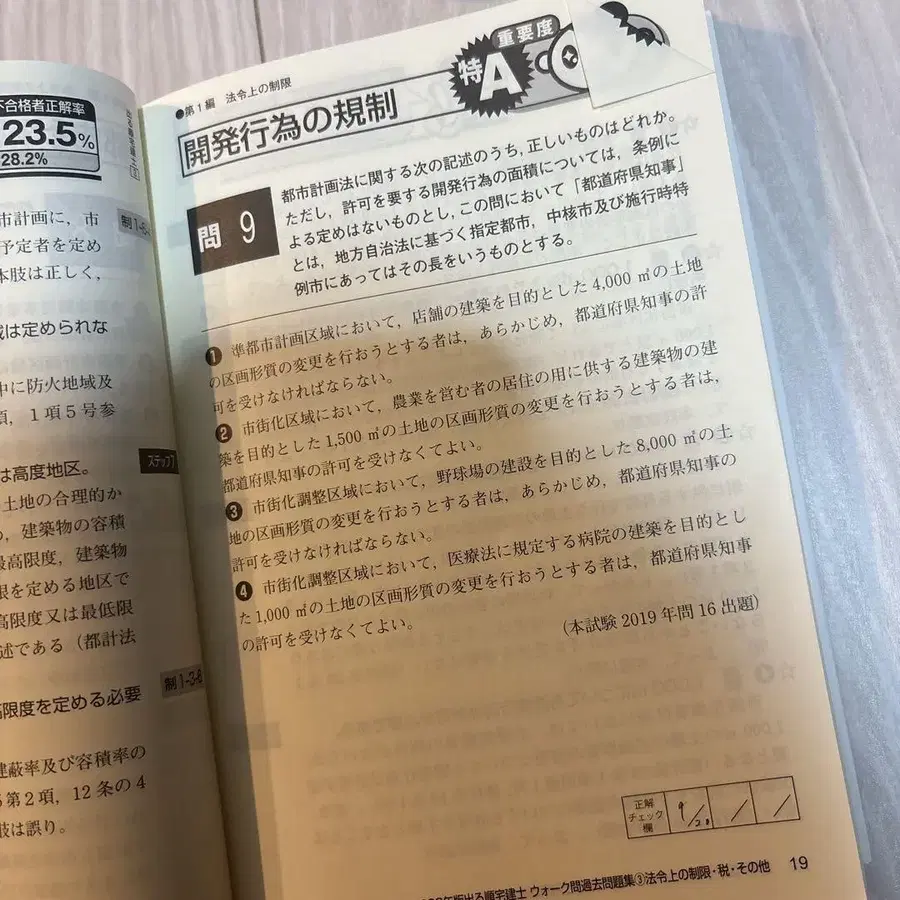 不合格者正解率
23.5%
28.2%
市計画に，市
予定者を定め
本肢は正しく，
域は定められな
中に防火地域及
項，1項5号参
は高度地区。
土地の合理的か
，建築物の容積
最高限度，建築物
限を定める地区で
高限度又は最低限
述である（都計法
高限度を定める必要
建蔽率及び容積率の
第2項，12条の4
肢は誤り。
制1-3-6
●第1編 法令上の制限
開発行為の規制
重要度
特A
問 9
都市計画法に関する次の記述のうち，正しいものはどれか。
ただし，許可を要する開発行為の面積については，条例に
よる定めはないものとし，この問において「都道府県知事」
とは，地方自治法に基づく指定都市，中核市及び施行時特
例市にあってはその長をいうものとする。
❶ 準都市計画区域において，店舗の建築を目的とした4,000㎡の土地
の区画形質の変更を行おうとする者は，あらかじめ，都道府県知事の許
可を受けなければならない。
❷ 市街化区域において，農業を営む者の居住の用に供する建築物の建
築を目的とした1,500㎡の土地の区画形質の変更を行おうとする者は，
都道府県知事の許可を受けなくてよい。
❸ 市街化調整区域において，野球場の建設を目的とした8,000㎡の土
地の区画形質の変更を行おうとする者は，あらかじめ，都道府県知事の
許可を受けなければならない。
❹ 市街化調整区域において，医療法に規定する病院の建築を目的とし
た1,000㎡の土地の区画形質の変更を行おうとする者は，都道府県知事
の許可を受けなくてよい。
（本試験 2019 年問 16 出題）
正解
チェック
欄
9/20 / /
年版出る順宅建士 ウォーク問過去問題集③法令上の制限・税・その他 19